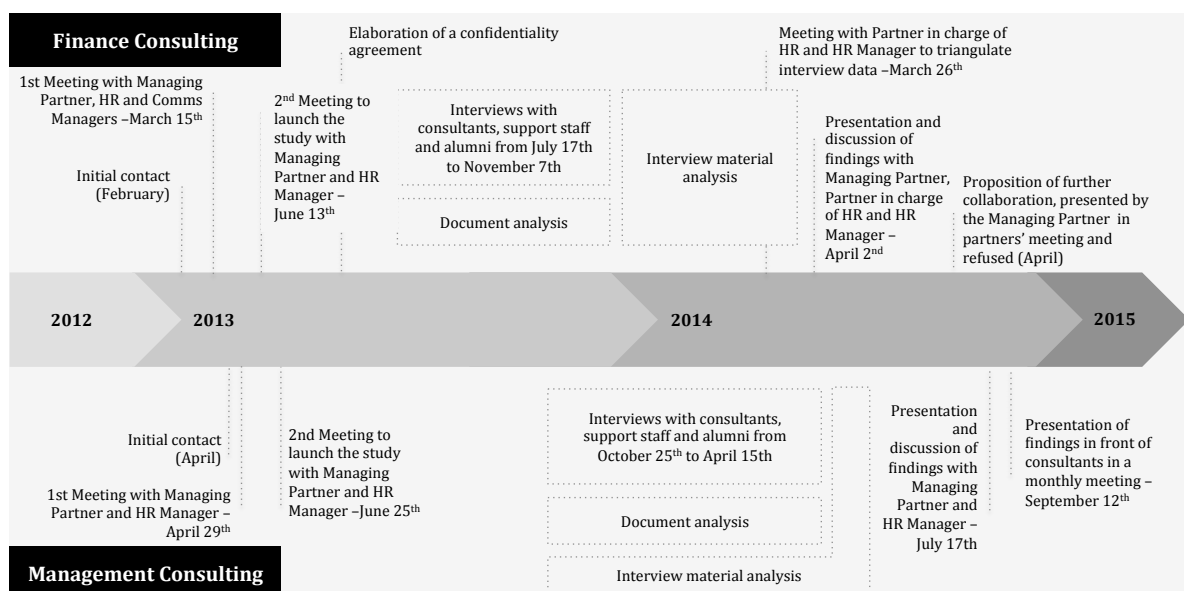 Finance Consulting
1st Meeting with Managing
Partner, HR and Comms
Managers –March 15th
Initial contact
(February)
2nd Meeting to
launch the
study with
Managing
Partner and HR
Manager –
June 13th
Elaboration of a confidentiality
agreement
Interviews with
consultants, support staff
and alumni from July 17th
to November 7th
Document analysis
Interview material
analysis
Meeting with Partner in charge of
HR and HR Manager to triangulate
interview data –March 26th
Presentation and
discussion of
findings with
Managing Partner,
Partner in charge
of HR and HR
Manager –
April 2nd
Proposition of further
collaboration, presented by
the Managing Partner in
partners’ meeting and
refused (April)
2012
2013
2014
2015
Initial contact
(April)
1st Meeting with Managing
Partner and HR Manager –
April 29th
2nd Meeting to
launch the study
with Managing
Partner and HR
Manager –June 25th
Interviews with consultants,
support staff and alumni from
October 25th to April 15th
Document analysis
Interview material analysis
Presentation
and
discussion of
findings with
Managing
Partner and
HR Manager –
July 17th
Presentation of
findings in front of
consultants in a
monthly meeting –
September 12th
Management Consulting